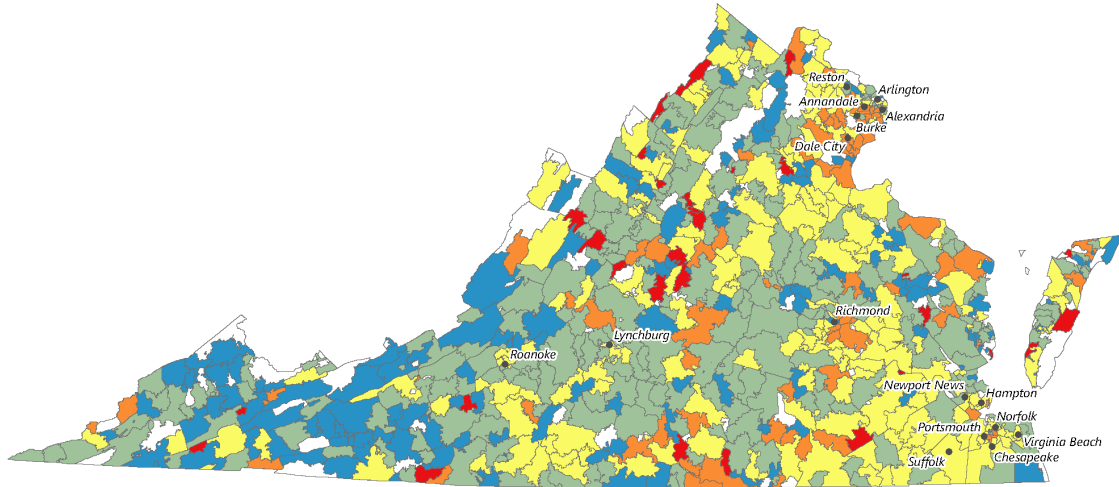 Reston
Arlington
Annandale
Alexandria
Burke
Dale City
Richmond
Lynchburg
Roanoke
Newport News
Hampton
Norfolk
Portsmouth
Virginia Beach
Chesapeake
Suffolk